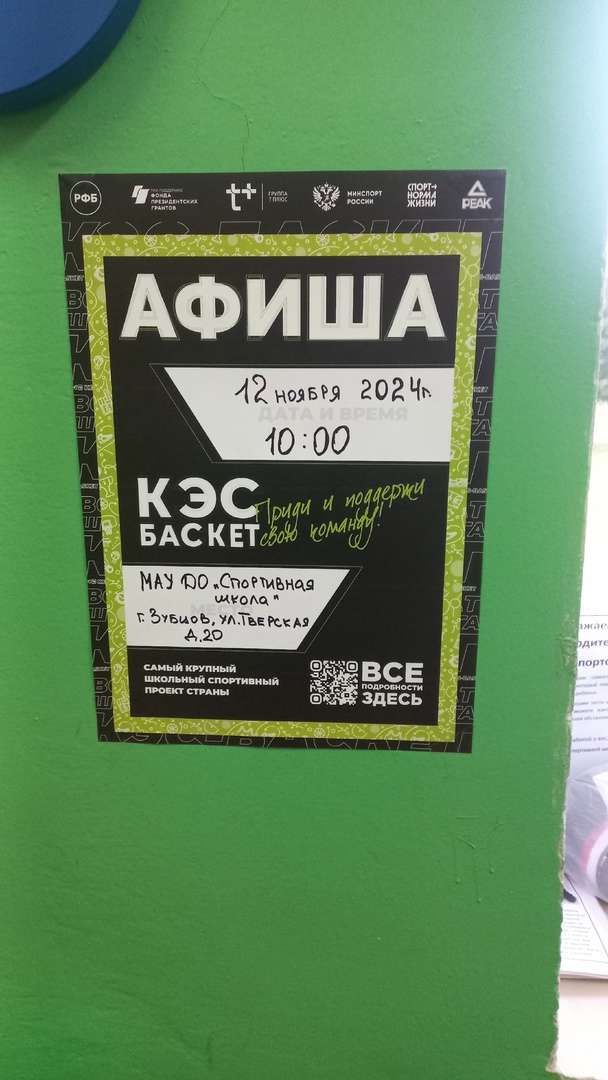 РФБ
ПРИ ПОДДЕРЖКЕ
ФОНДА
ПРЕЗИДЕНТСКИХ
ГРАНТОВ
т+
ГРУППА
Т ПЛЮС
МИНСПОРТ
РОССИИ
СПОРТ→
НОРМА
ЖИЗНИ
PEAK
АФИША
12 ноября 2024г.
ДАТА И ВРЕМЯ
10:00
КЭС
БАСКЕТ
Приди и поддержи
свою команду!
МАУ ДО „Спортивная
школа"
МЕСТО
г. Зубцов, ул. Тверская
д. 20
САМЫЙ КРУПНЫЙ
ШКОЛЬНЫЙ СПОРТИВНЫЙ
ПРОЕКТ СТРАНЫ
ВСЕ
ПОДРОБНОСТИ
ЗДЕСЬ